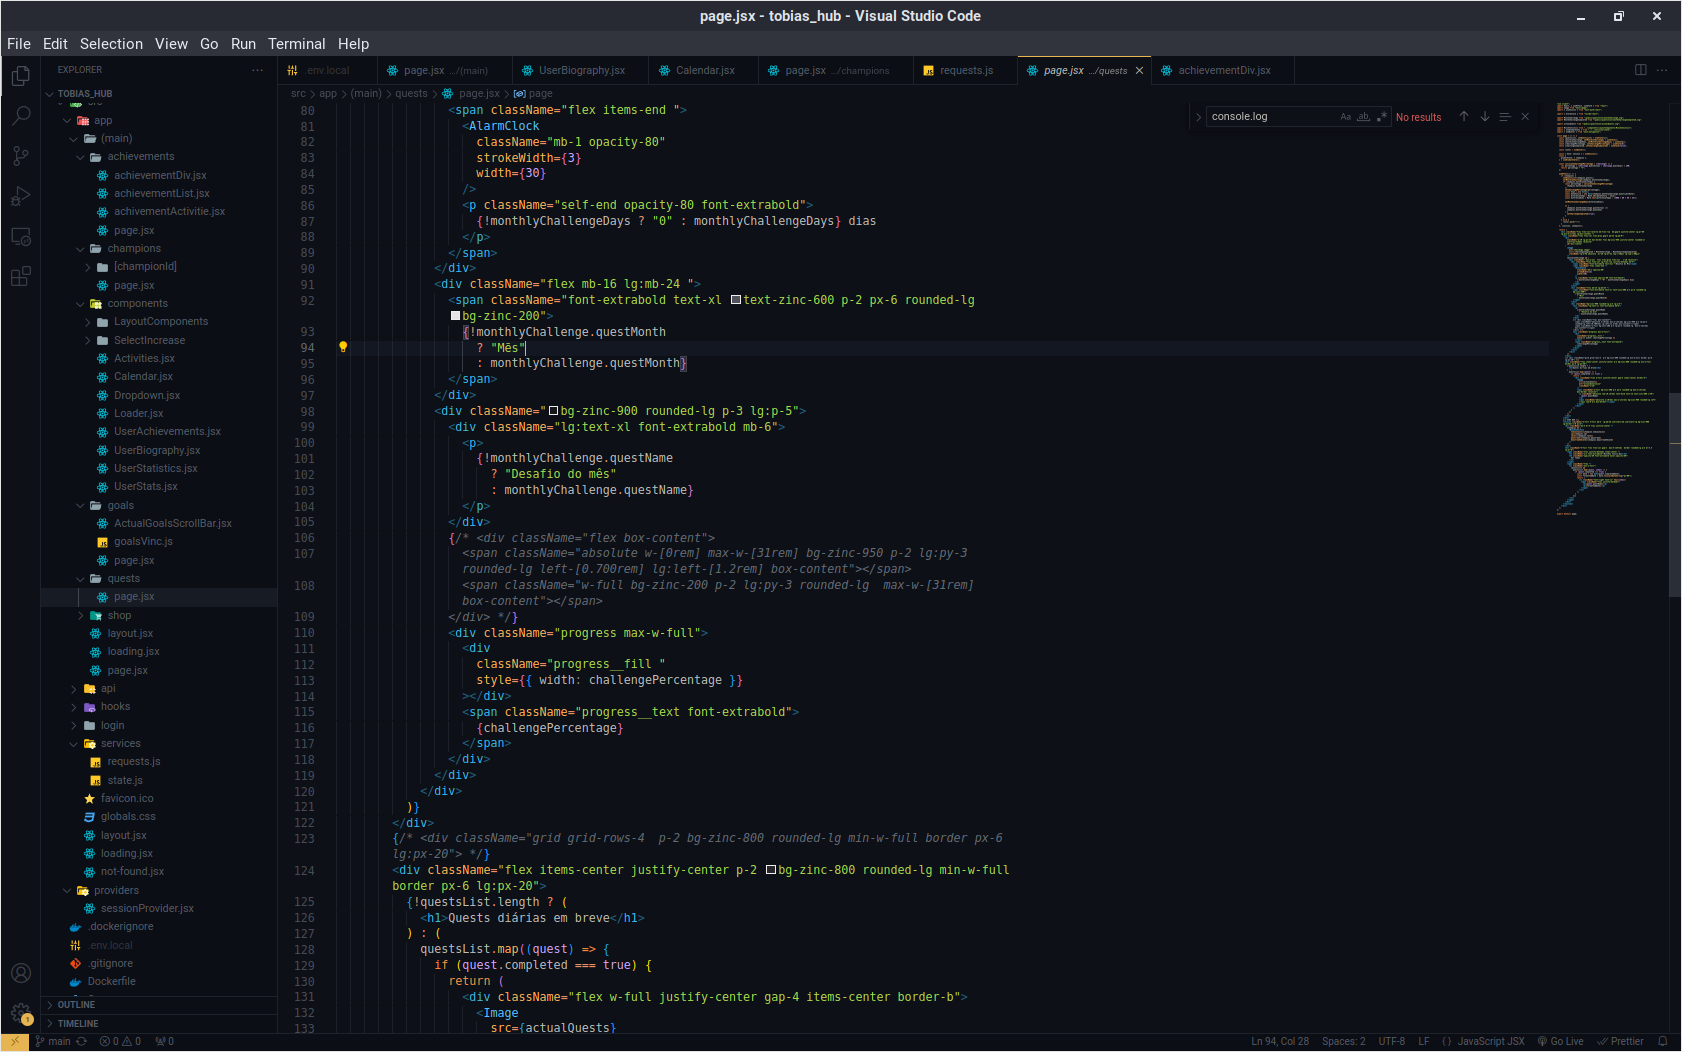 page.jsx - tobias_hub - Visual Studio Code
File Edit Selection View Go Run Terminal Help
EXPLORER
TOBIAS_HUB
app
(main)
achievements
achievementDiv.jsx
achievementList.jsx
achivementActivitie.jsx
page.jsx
champions
[championId]
page.jsx
components
LayoutComponents
SelectIncrease
Activities.jsx
Calendar.jsx
Dropdown.jsx
Loader.jsx
UserAchievements.jsx
UserBiography.jsx
UserStatistics.jsx
UserStats.jsx
goals
ActualGoalsScrollBar.jsx
goalsVinc.js
page.jsx
quests
page.jsx
shop
layout.jsx
loading.jsx
page.jsx
api
hooks
login
services
requests.js
state.js
favicon.ico
globals.css
layout.jsx
loading.jsx
not-found.jsx
providers
sessionProvider.jsx
.dockerignore
.env.local
.gitignore
Dockerfile
OUTLINE
TIMELINE
.env.local page.jsx .../(main) UserBiography.jsx Calendar.jsx page.jsx .../champions requests.js page.jsx .../quests achievementDiv.jsx
src > app > (main) > quests > page.jsx > page
console.log Aa ab .* No results
80 <span className="flex items-end ">
81 <AlarmClock
82 className="mb-1 opacity-80"
83 strokeWidth={3}
84 width={30}
85 />
86 <p className="self-end opacity-80 font-extrabold">
87 {!monthlyChallengeDays ? "0" : monthlyChallengeDays} dias
88 </p>
89 </span>
90 </div>
91 <div className="flex mb-16 lg:mb-24 ">
92 <span className="font-extrabold text-xl text-zinc-600 p-2 px-6 rounded-lg
bg-zinc-200">
93 {!monthlyChallenge.questMonth
94 ? "Mês"
95 : monthlyChallenge.questMonth}
96 </span>
97 </div>
98 <div className="bg-zinc-900 rounded-lg p-3 lg:p-5">
99 <div className="lg:text-xl font-extrabold mb-6">
100 <p>
101 {!monthlyChallenge.questName
102 ? "Desafio do mês"
103 : monthlyChallenge.questName}
104 </p>
105 </div>
106 {/* <div className="flex box-content">
107 <span className="absolute w-[0rem] max-w-[31rem] bg-zinc-950 p-2 lg:py-3
rounded-lg left-[0.700rem] lg:left-[1.2rem] box-content"></span>
108 <span className="w-full bg-zinc-200 p-2 lg:py-3 rounded-lg  max-w-[31rem]
box-content"></span>
109 </div> */}
110 <div className="progress max-w-full">
111 <div
112 className="progress__fill "
113 style={{ width: challengePercentage }}
114 ></div>
115 <span className="progress__text font-extrabold">
116 {challengePercentage}
117 </span>
118 </div>
119 </div>
120 </div>
121 )}
122 </div>
123 {/* <div className="grid grid-rows-4  p-2 bg-zinc-800 rounded-lg min-w-full border px-6
lg:px-20"> */}
124 <div className="flex items-center justify-center p-2 bg-zinc-800 rounded-lg min-w-full
border px-6 lg:px-20">
125 {!questsList.length ? (
126 <h1>Quests diárias em breve</h1>
127 ) : (
128 questsList.map((quest) => {
129 if (quest.completed === true) {
130 return (
131 <div className="flex w-full justify-center gap-4 items-center border-b">
132 <Image
133 src={actualQuests}
main 0 0 0
1
Ln 94, Col 28 Spaces: 2 UTF-8 LF {} JavaScript JSX Go Live Prettier